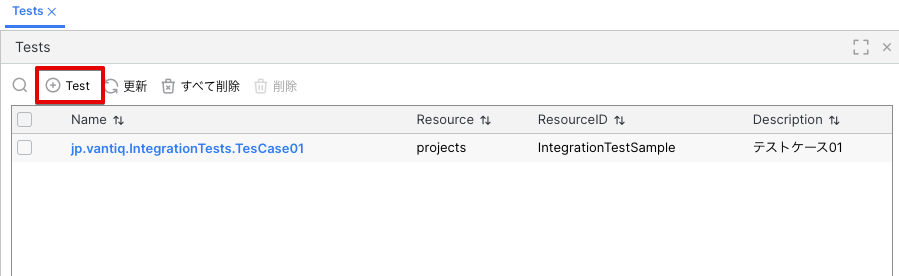 Tests
Tests
Test 更新 すべて削除 削除
Name Resource ResourceID Description
jp.vantiq.IntegrationTests.TesCase01 projects IntegrationTestSample テストケース01